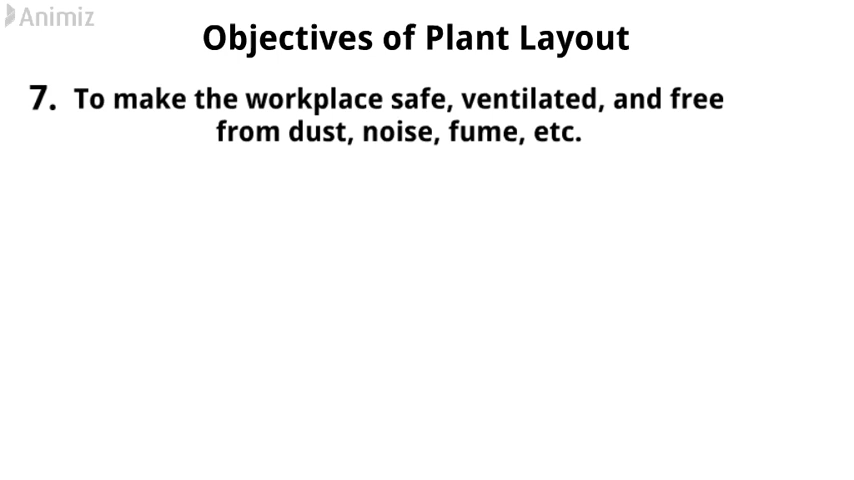 Animiz
Objectives of Plant Layout
7. To make the workplace safe, ventilated, and free
from dust, noise, fume, etc.